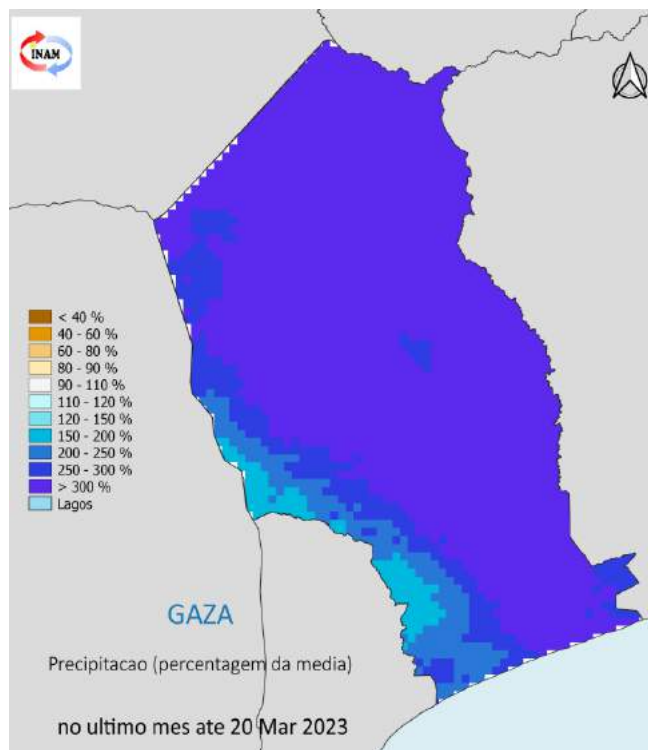 INAM
< 40 %
40 - 60 %
60 - 80 %
80 - 90 %
90 - 110 %
110 - 120 %
120 - 150 %
150 - 200 %
200 - 250 %
250 - 300 %
> 300 %
Lagos
GAZA
Precipitacao (percentagem da media)
no ultimo mes ate 20 Mar 2023